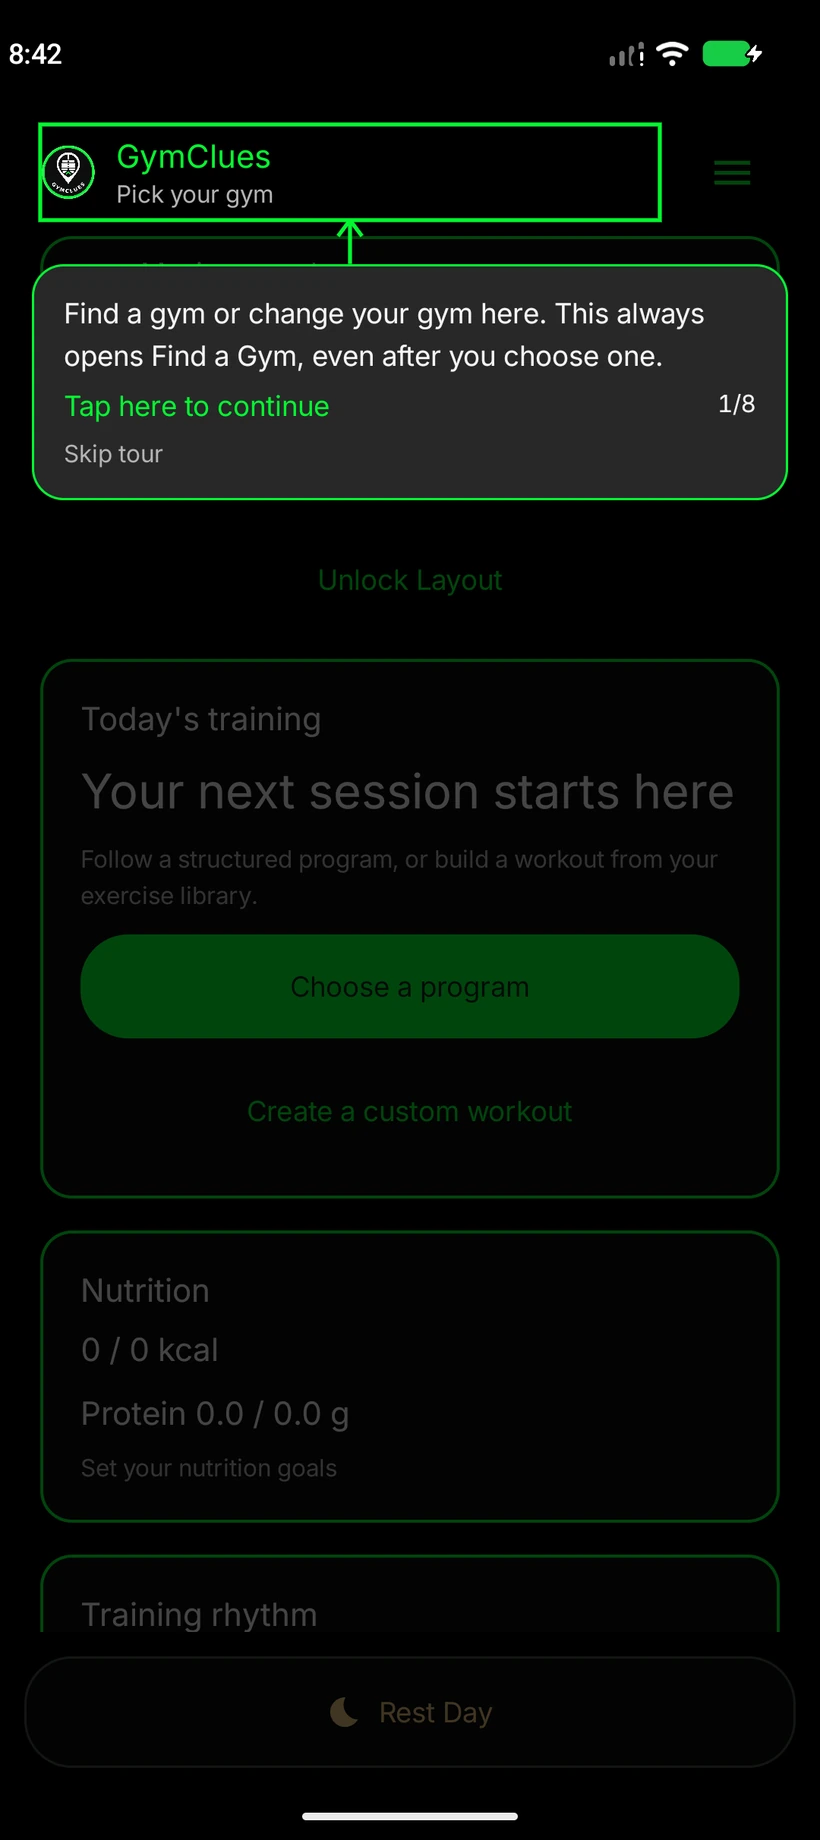 8:42
GymClues
Pick your gym
GYMCLUES
Find a gym or change your gym here. This always
opens Find a Gym, even after you choose one.
Tap here to continue
1/8
Skip tour
Unlock Layout
Today's training
Your next session starts here
Follow a structured program, or build a workout from your
exercise library.
Choose a program
Create a custom workout
Nutrition
0 / 0 kcal
Protein 0.0 / 0.0 g
Set your nutrition goals
Training rhythm
Rest Day